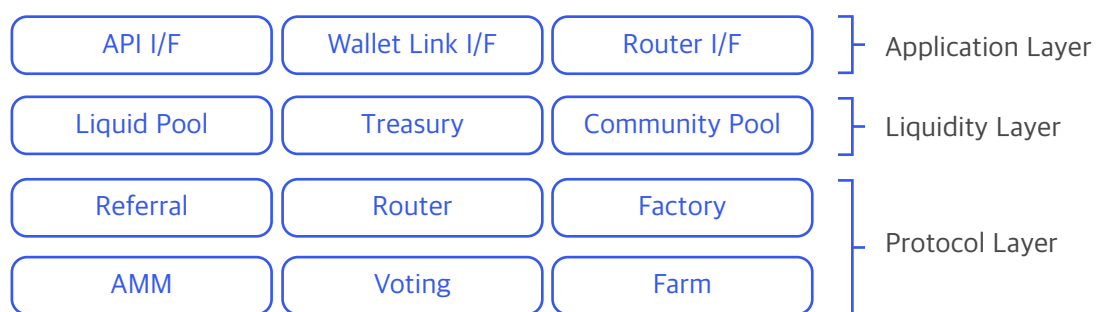 API I/F Wallet Link I/F Router I/F Application Layer
Liquid Pool Treasury Community Pool Liquidity Layer
Referral Router Factory
Protocol Layer
AMM Voting Farm